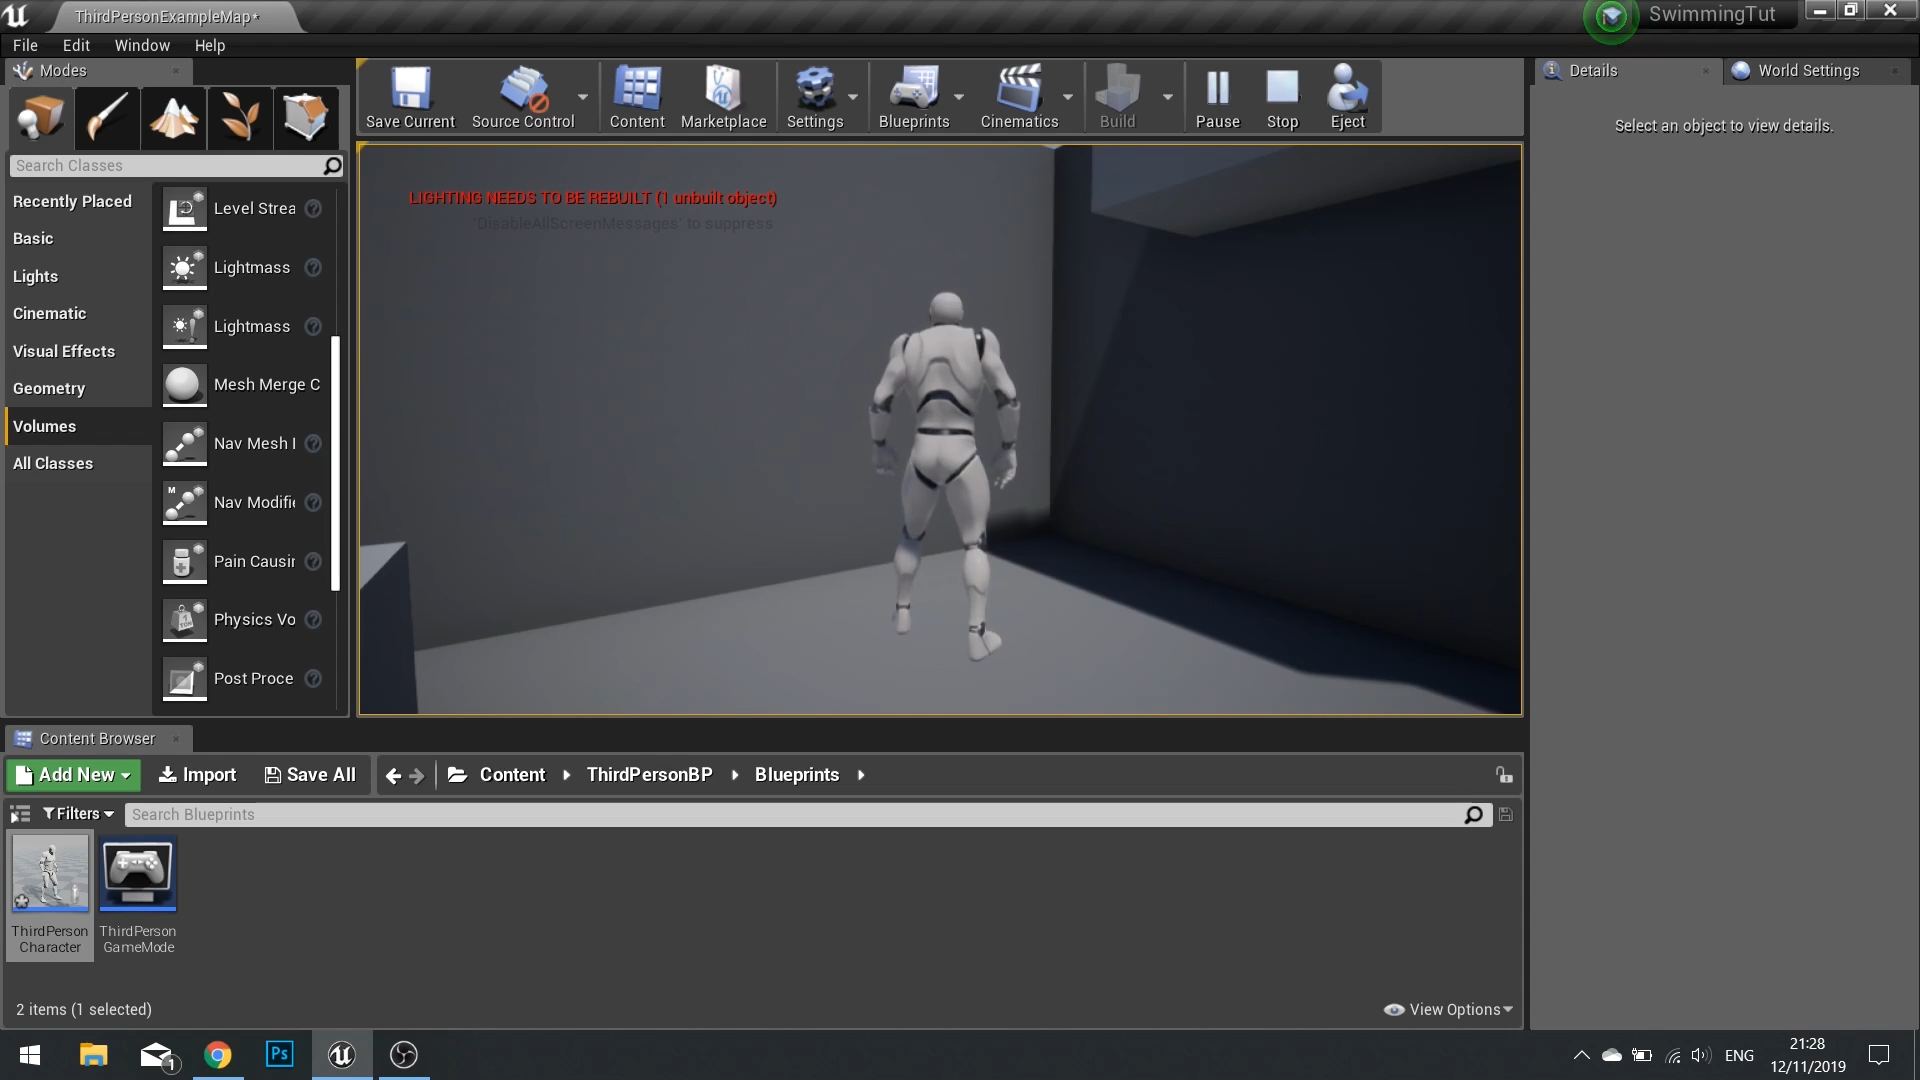 ThirdPersonExampleMap*
SwimmingTut
File Edit Window Help
Modes
Save Current
Source Control
Content
Marketplace
Settings
Blueprints
Cinematics
Build
Pause
Stop
Eject
Details
World Settings
Select an object to view details.
Search Classes
Recently Placed
Basic
Lights
Cinematic
Visual Effects
Geometry
Volumes
All Classes
Level Strea
Lightmass
Lightmass
Mesh Merge C
Nav Mesh
Nav Modifie
Pain Causin
Physics Vo
Post Proce
LIGHTING NEEDS TO BE REBUILT (1 unbuilt object)
'DisableAllScreenMessages' to suppress
Content Browser
Add New Import Save All Content ThirdPersonBP Blueprints
Filters Search Blueprints
ThirdPerson
Character
ThirdPerson
GameMode
2 items (1 selected)
View Options
Ps
1
ENG
21:28
12/11/2019